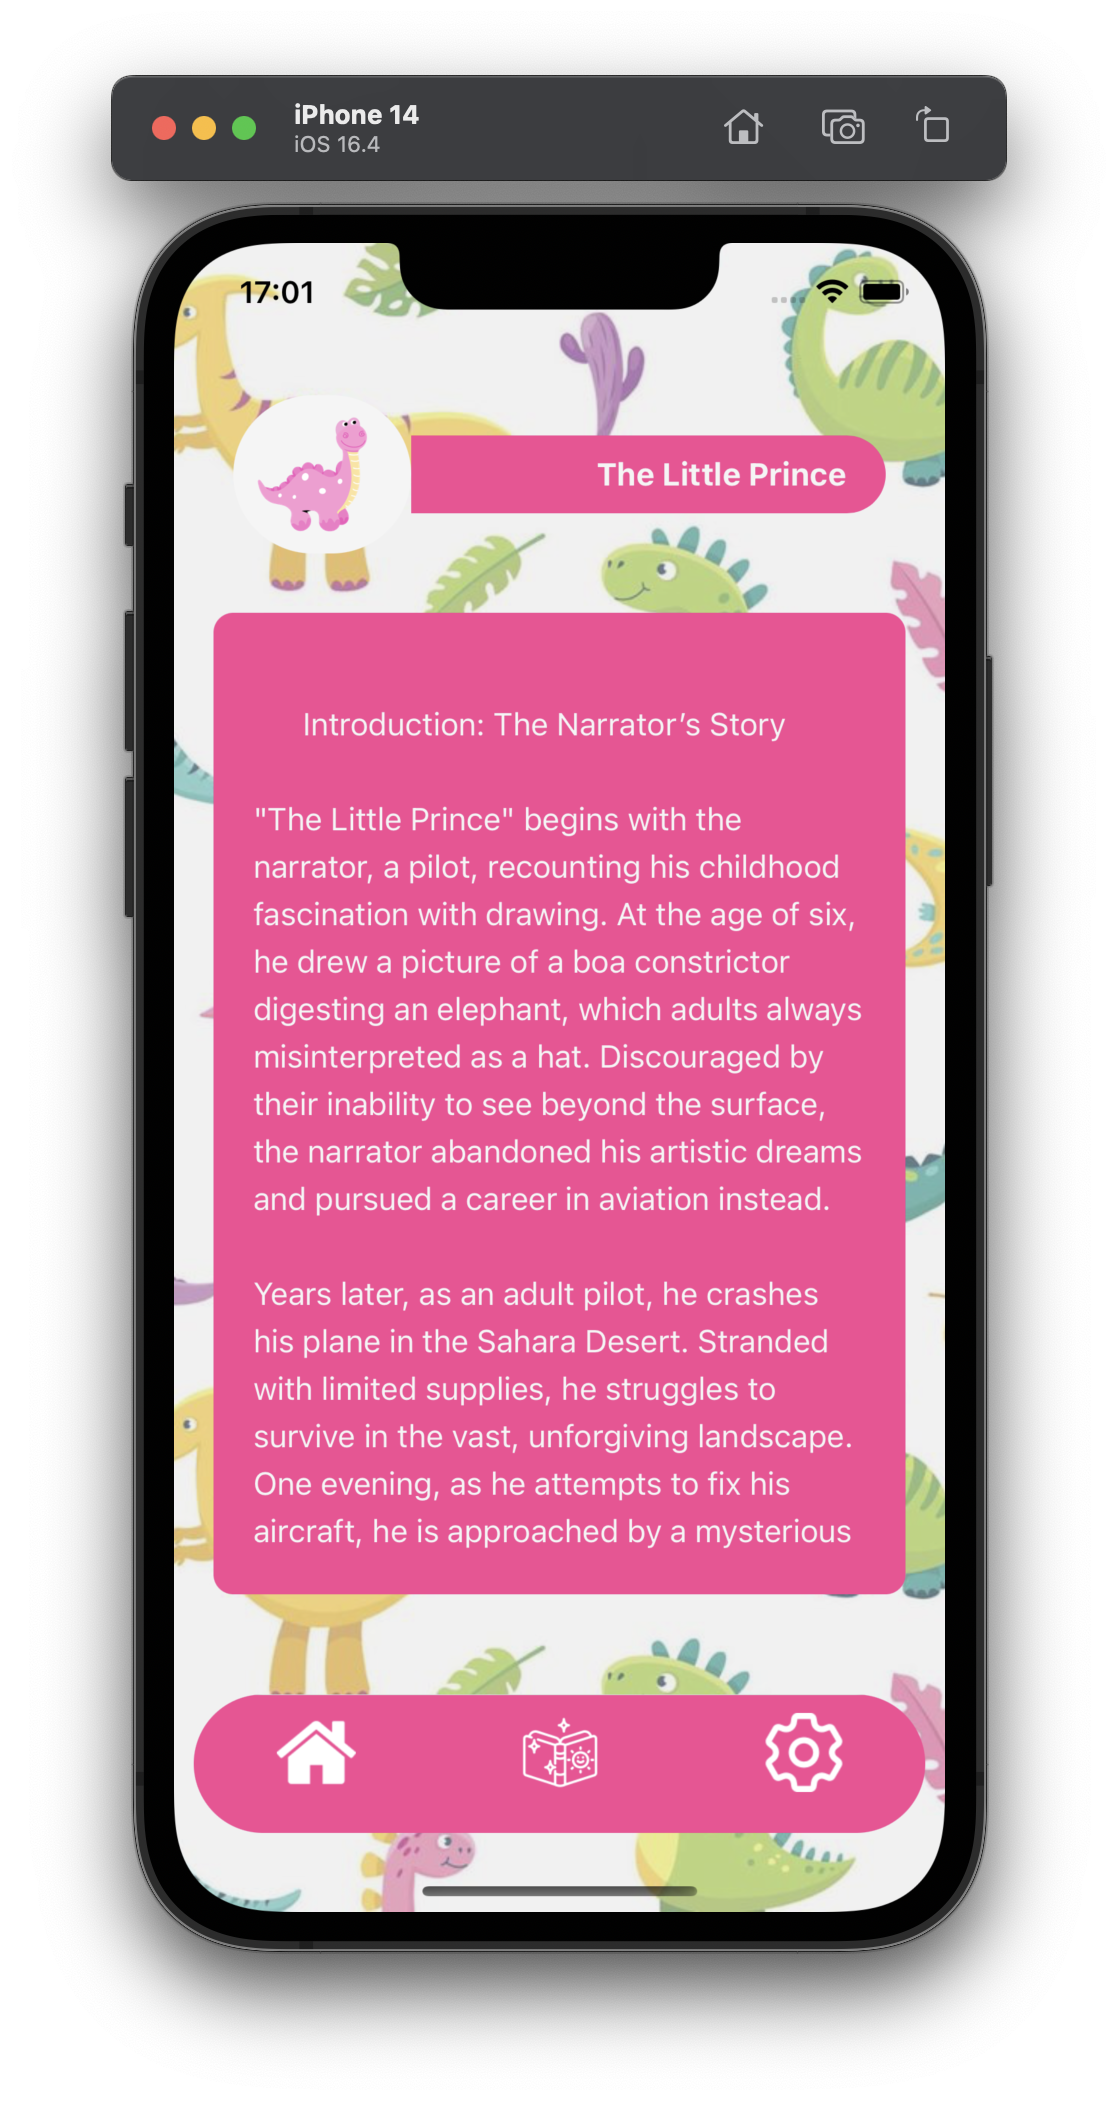 iPhone 14
iOS 16.4
17:01
The Little Prince
Introduction: The Narrator’s Story
"The Little Prince" begins with the
narrator, a pilot, recounting his childhood
fascination with drawing. At the age of six,
he drew a picture of a boa constrictor
digesting an elephant, which adults always
misinterpreted as a hat. Discouraged by
their inability to see beyond the surface,
the narrator abandoned his artistic dreams
and pursued a career in aviation instead.
Years later, as an adult pilot, he crashes
his plane in the Sahara Desert. Stranded
with limited supplies, he struggles to
survive in the vast, unforgiving landscape.
One evening, as he attempts to fix his
aircraft, he is approached by a mysterious